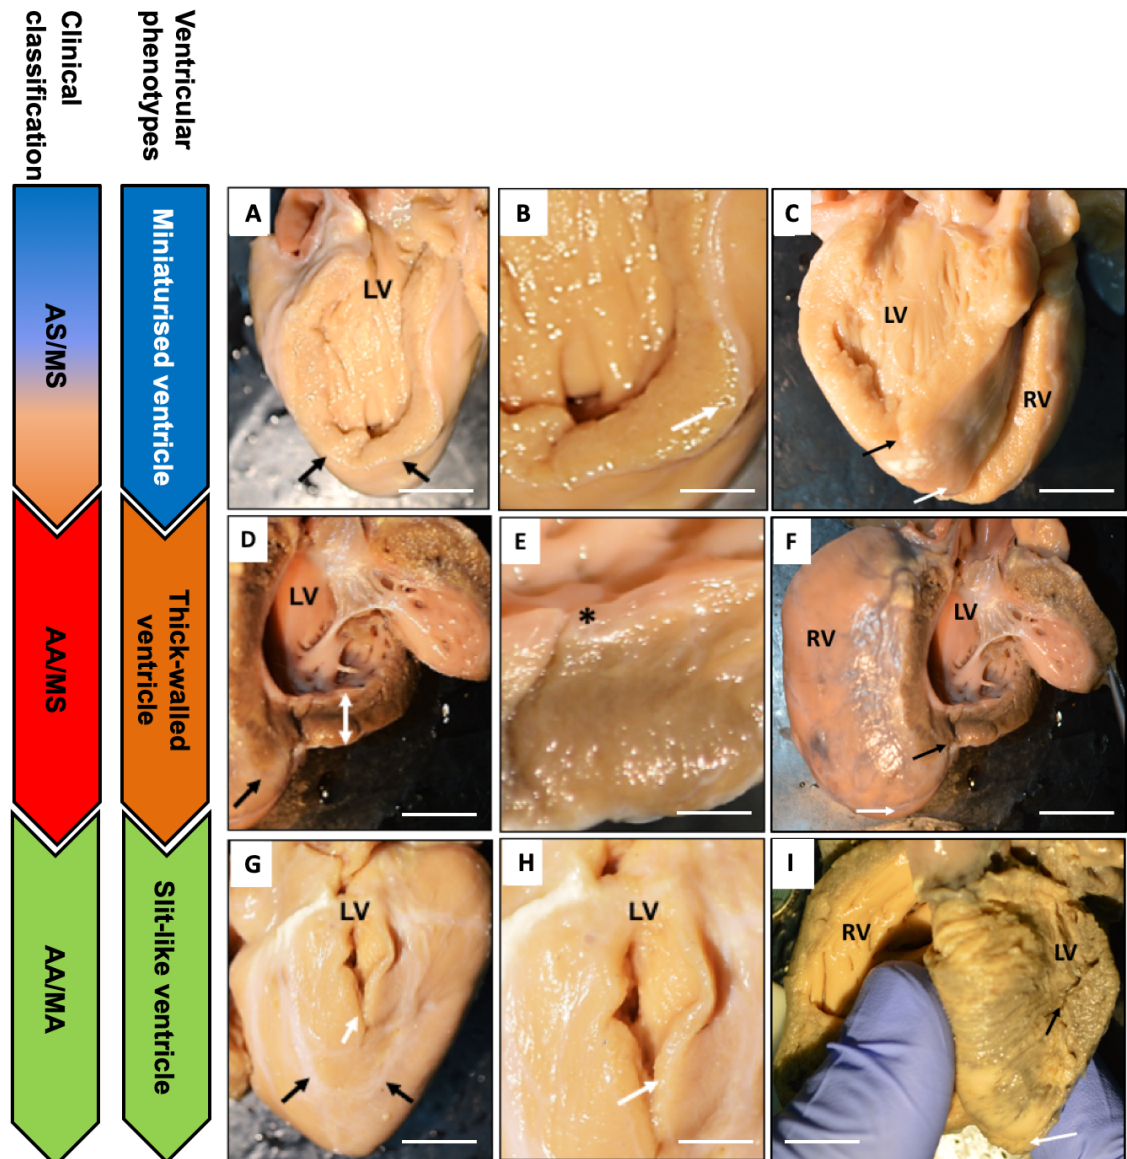 Clinical
classification
Ventricular
phenotypes
AS/MS
Miniaturised ventricle
AA/MS
Thick-walled
ventricle
AA/MA
Slit-like ventricle
A
LV
B
C
LV
RV
D
LV
E
*
F
RV
LV
G
LV
H
LV
I
RV
LV